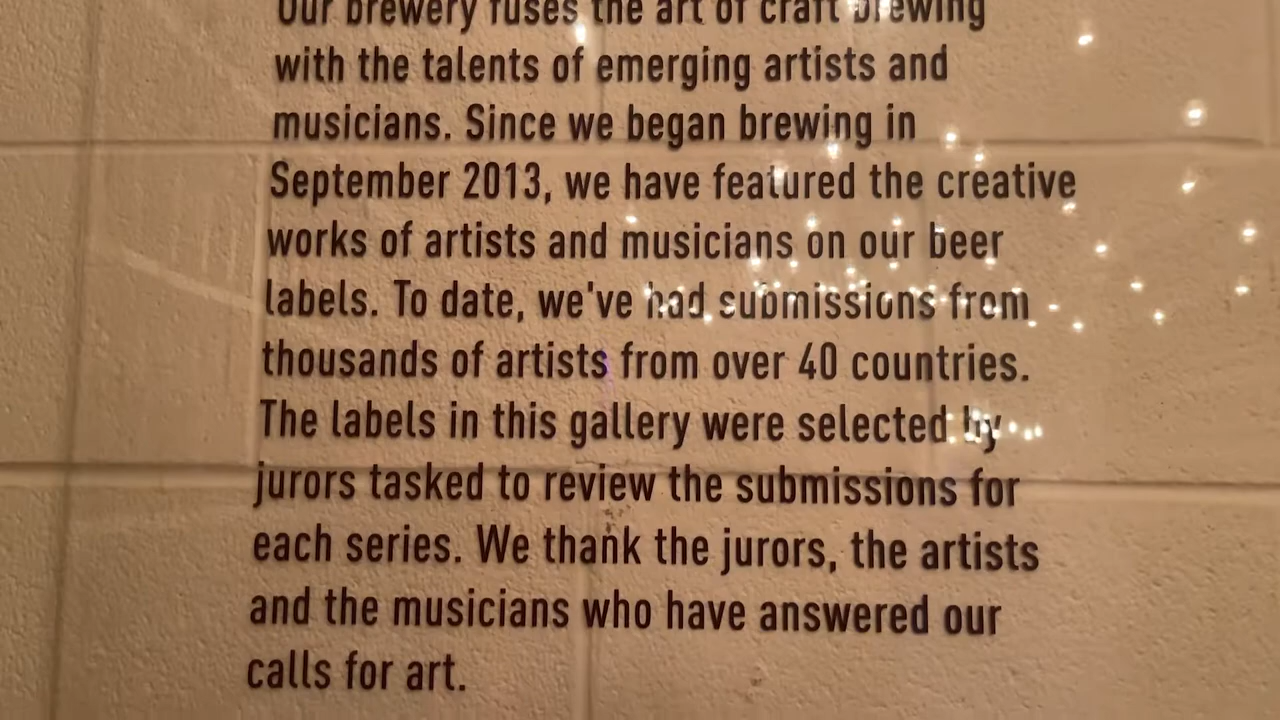 Our brewery fuses the art of craft brewing
with the talents of emerging artists and
musicians. Since we began brewing in
September 2013, we have featured the creative
works of artists and musicians on our beer
labels. To date, we've had submissions from
thousands of artists from over 40 countries.
The labels in this gallery were selected by
jurors tasked to review the submissions for
each series. We thank the jurors, the artists
and the musicians who have answered our
calls for art.